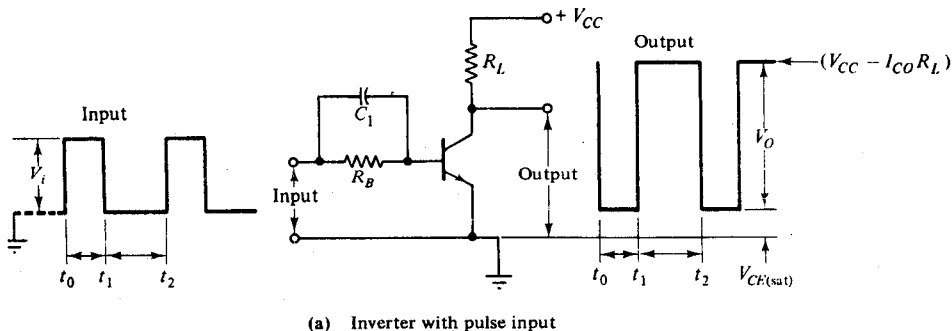 + V_CC
R_L
Output
(V_CC − I_CO R_L)
C_1
Input
V_i
R_B
Input
Output
V_O
t_0 t_1 t_2
t_0 t_1 t_2
V_CE(sat)
(a) Inverter with pulse input